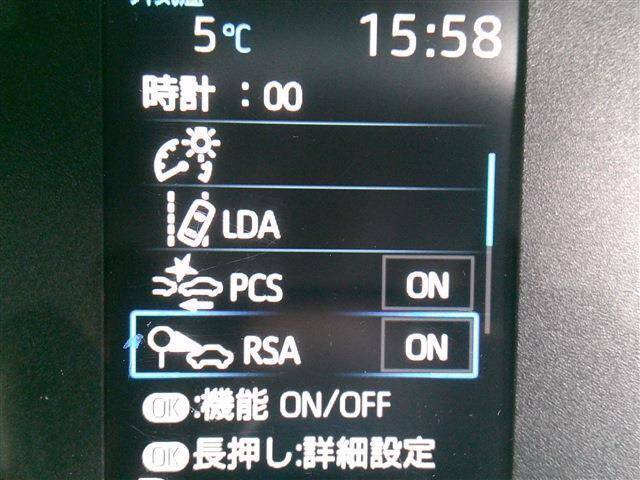 5℃ 15:58
時計 :00
LDA
PCS ON
RSA ON
OK:機能 ON/OFF
OK長押し:詳細設定